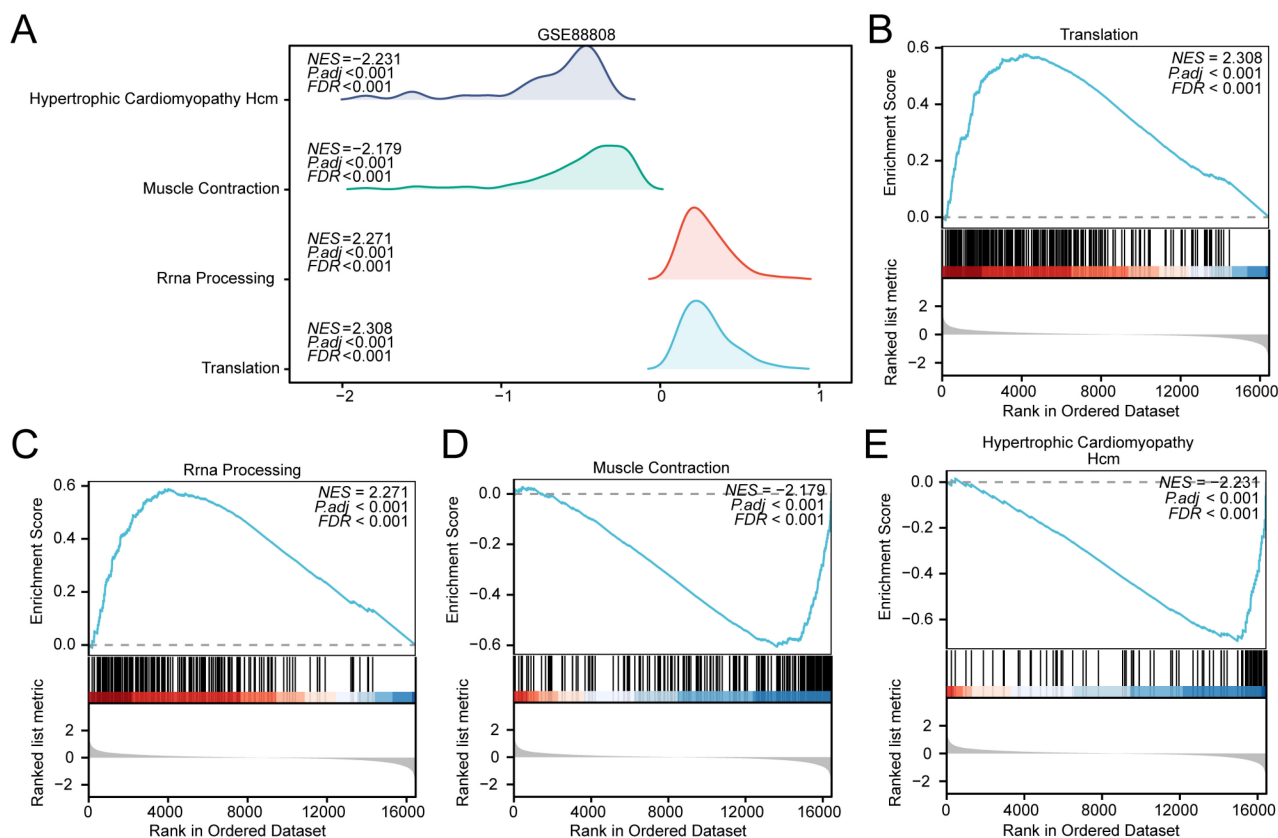 A
GSE88808
NES=−2.231
P.adj<0.001
FDR<0.001
Hypertrophic Cardiomyopathy Hcm
NES=−2.179
P.adj<0.001
FDR<0.001
Muscle Contraction
NES=2.271
P.adj<0.001
FDR<0.001
Rrna Processing
NES=2.308
P.adj<0.001
FDR<0.001
Translation
−2 −1 0 1
B
Translation
NES = 2.308
P.adj < 0.001
FDR < 0.001
Enrichment Score
0.6
0.4
0.2
0.0
Ranked list metric
2
0
−2
0 4000 8000 12000 16000
Rank in Ordered Dataset
C
Rrna Processing
NES = 2.271
P.adj < 0.001
FDR < 0.001
Enrichment Score
0.6
0.4
0.2
0.0
Ranked list metric
2
0
−2
0 4000 8000 12000 16000
Rank in Ordered Dataset
D
Muscle Contraction
NES = −2.179
P.adj < 0.001
FDR < 0.001
Enrichment Score
0.0
−0.2
−0.4
−0.6
Ranked list metric
2
0
−2
0 4000 8000 12000 16000
Rank in Ordered Dataset
E
Hypertrophic Cardiomyopathy
Hcm
NES = −2.231
P.adj < 0.001
FDR < 0.001
Enrichment Score
0.0
−0.2
−0.4
−0.6
Ranked list metric
2
0
−2
0 4000 8000 12000 16000
Rank in Ordered Dataset